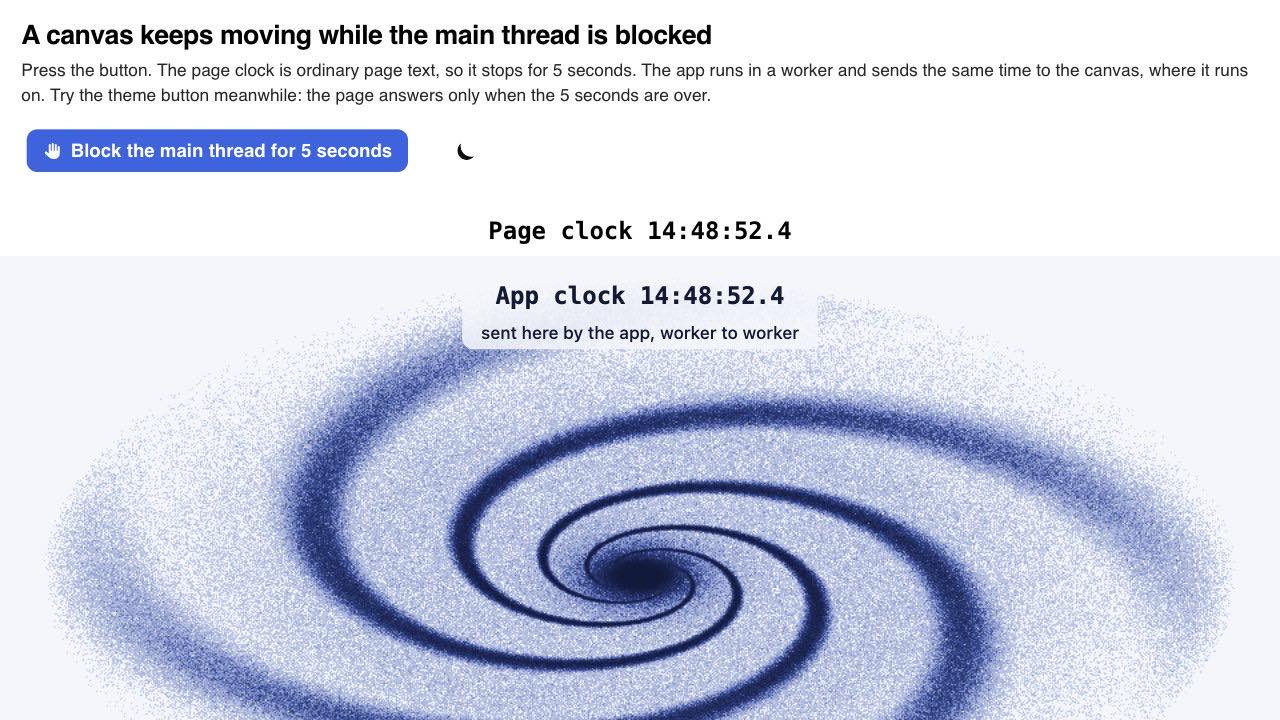 A canvas keeps moving while the main thread is blocked
Press the button. The page clock is ordinary page text, so it stops for 5 seconds. The app runs in a worker and sends the same time to the canvas, where it runs
on. Try the theme button meanwhile: the page answers only when the 5 seconds are over.
Block the main thread for 5 seconds
Page clock 14:48:52.4
App clock 14:48:52.4
sent here by the app, worker to worker